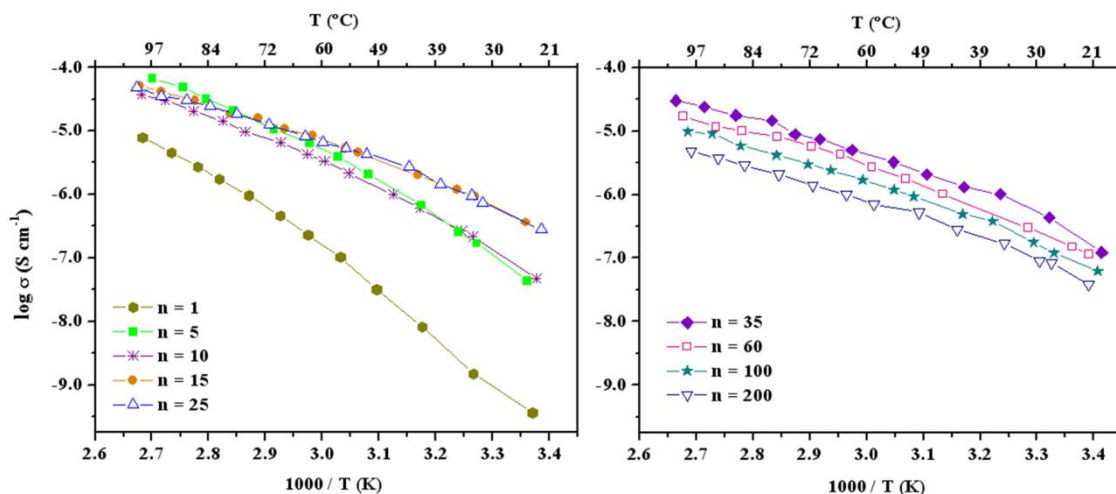 T (ºC)
97 84 72 60 49 39 30 21
-4.0
-5.0
-6.0
-7.0
-8.0
-9.0
log σ (S cm⁻¹)
n = 1
n = 5
n = 10
n = 15
n = 25
2.6 2.7 2.8 2.9 3.0 3.1 3.2 3.3 3.4
1000 / T (K)
T (ºC)
97 84 72 60 49 39 30 21
-4.0
-5.0
-6.0
-7.0
-8.0
-9.0
n = 35
n = 60
n = 100
n = 200
2.6 2.7 2.8 2.9 3.0 3.1 3.2 3.3 3.4
1000 / T (K)